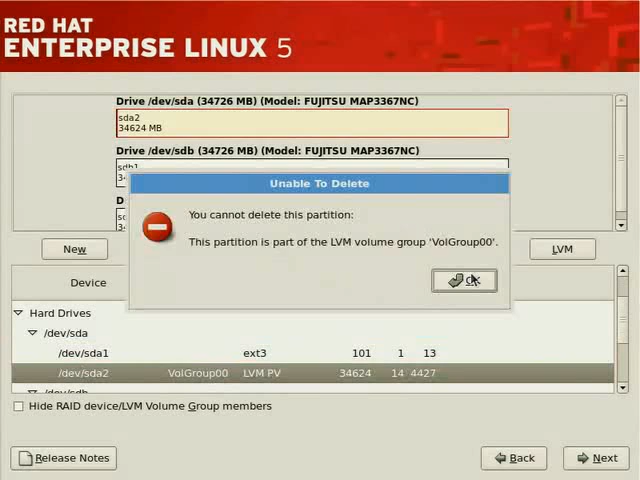 RED HAT
ENTERPRISE LINUX 5
Drive /dev/sda (34726 MB) (Model: FUJITSU MAP3367NC)
sda2
34624 MB
Drive /dev/sdb (34726 MB) (Model: FUJITSU MAP3367NC)
sdb1
Unable To Delete
You cannot delete this partition:
This partition is part of the LVM volume group 'VolGroup00'.
OK
New
LVM
Device
Hard Drives
/dev/sda
/dev/sda1 ext3 101 1 13
/dev/sda2 VolGroup00 LVM PV 34624 14 4427
/dev/sdb
Hide RAID device/LVM Volume Group members
Release Notes
Back
Next